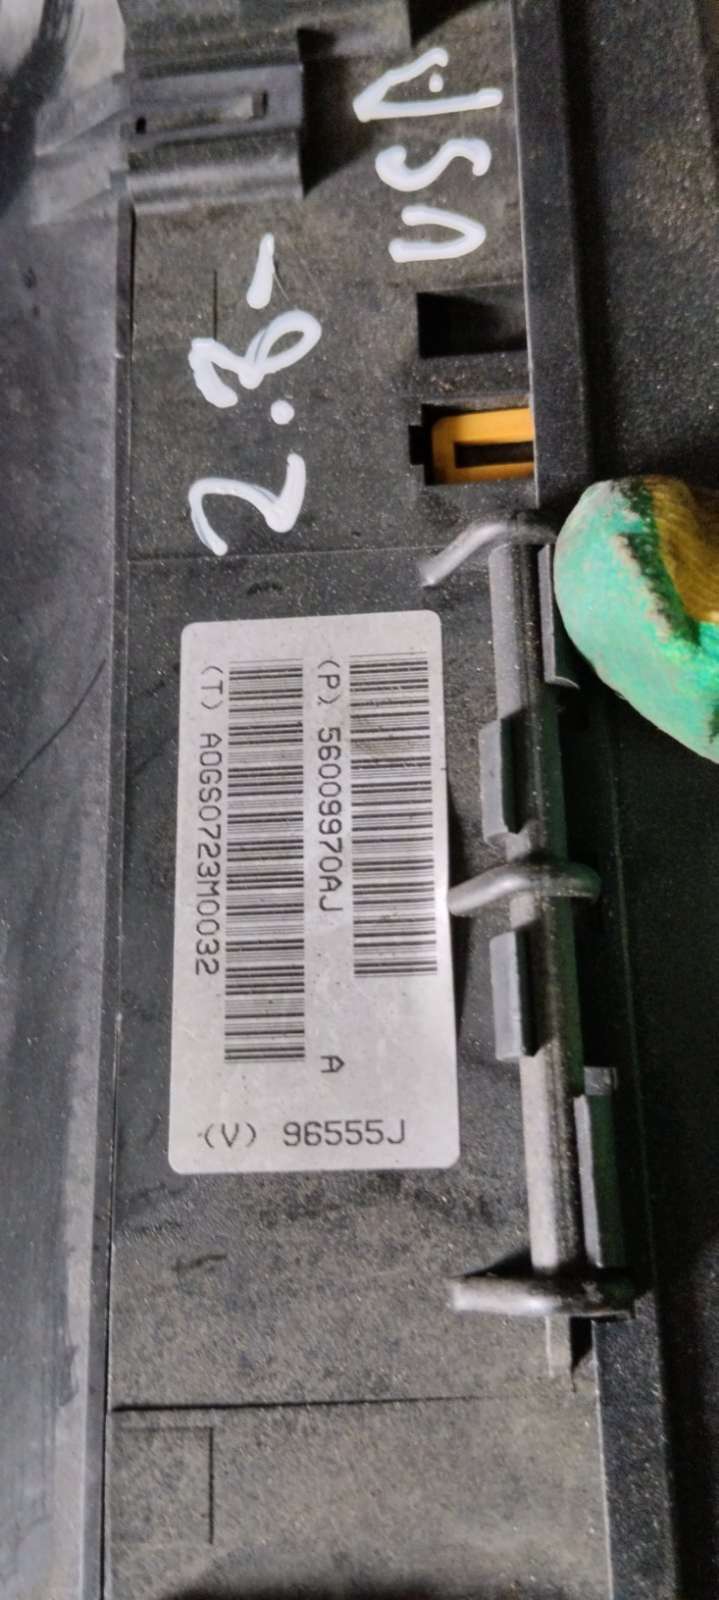 USA
2.8-
(P) 56009970AJ A
(T) A0GS0723M0032
(V) 96555J